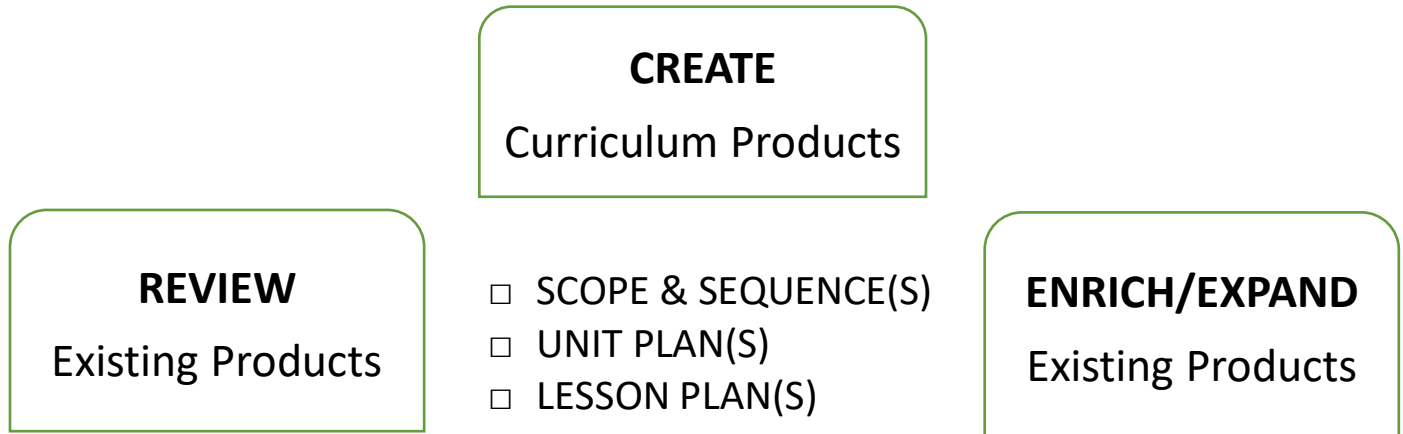 CREATE
Curriculum Products
REVIEW
Existing Products
□ SCOPE & SEQUENCE(S)
□ UNIT PLAN(S)
□ LESSON PLAN(S)
ENRICH/EXPAND
Existing Products